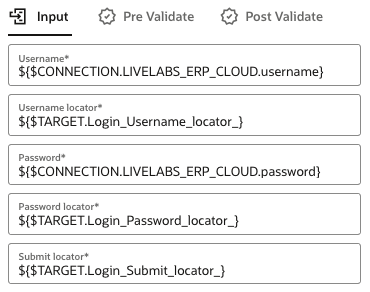 Input
Pre Validate
Post Validate
Username*
${$CONNECTION.LIVELABS_ERP_CLOUD.username}
Username locator*
${$TARGET.Login_Username_locator_}
Password*
${$CONNECTION.LIVELABS_ERP_CLOUD.password}
Password locator*
${$TARGET.Login_Password_locator_}
Submit locator*
${$TARGET.Login_Submit_locator_}